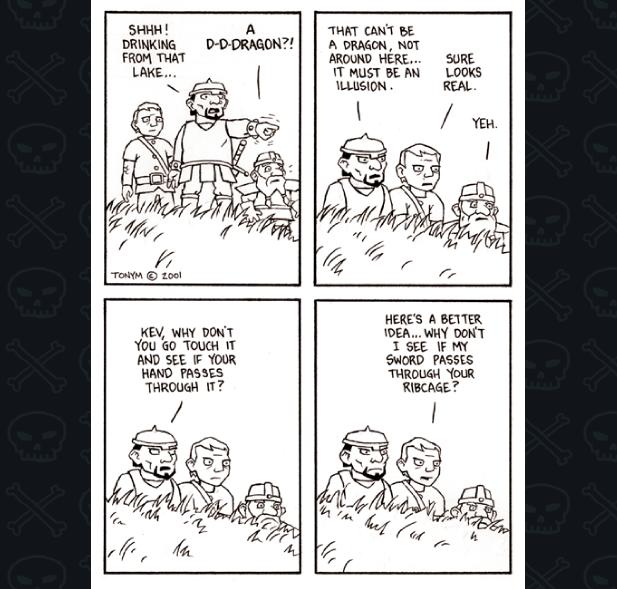 SHHH!
DRINKING
FROM THAT
LAKE...
A
D-D-DRAGON?!
TONYM © 2001
THAT CAN'T BE
A DRAGON, NOT
AROUND HERE...
IT MUST BE AN
ILLUSION.
SURE
LOOKS
REAL.
YEH.
KEV, WHY DON'T
YOU GO TOUCH IT
AND SEE IF YOUR
HAND PASSES
THROUGH IT?
HERE'S A BETTER
IDEA...WHY DON'T
I SEE IF MY
SWORD PASSES
THROUGH YOUR
RIBCAGE?